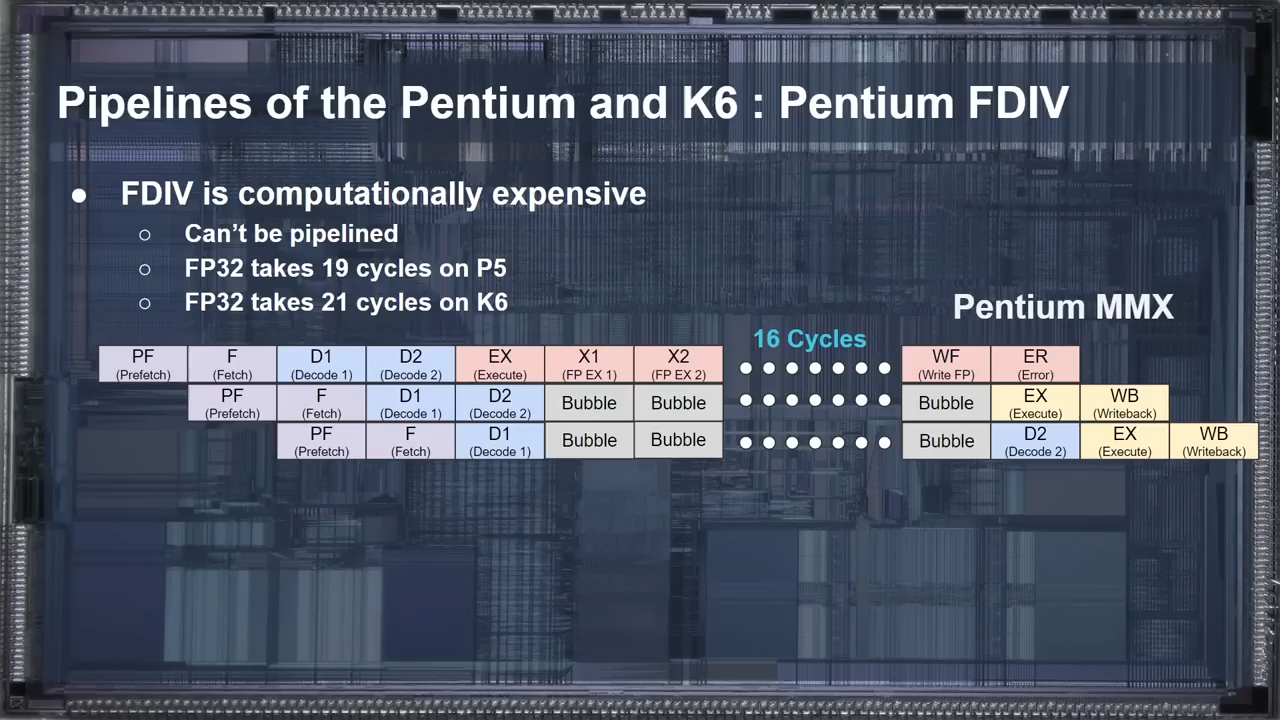 Pipelines of the Pentium and K6 : Pentium FDIV
● FDIV is computationally expensive
○ Can't be pipelined
○ FP32 takes 19 cycles on P5
○ FP32 takes 21 cycles on K6
Pentium MMX
16 Cycles
PF F D1 D2 EX X1 X2 WF ER
(Prefetch) (Fetch) (Decode 1) (Decode 2) (Execute) (FP EX 1) (FP EX 2) (Write FP) (Error)
PF F D1 D2 Bubble Bubble Bubble EX WB
(Prefetch) (Fetch) (Decode 1) (Decode 2) (Execute) (Writeback)
PF F D1 Bubble Bubble Bubble D2 EX WB
(Prefetch) (Fetch) (Decode 1) (Decode 2) (Execute) (Writeback)